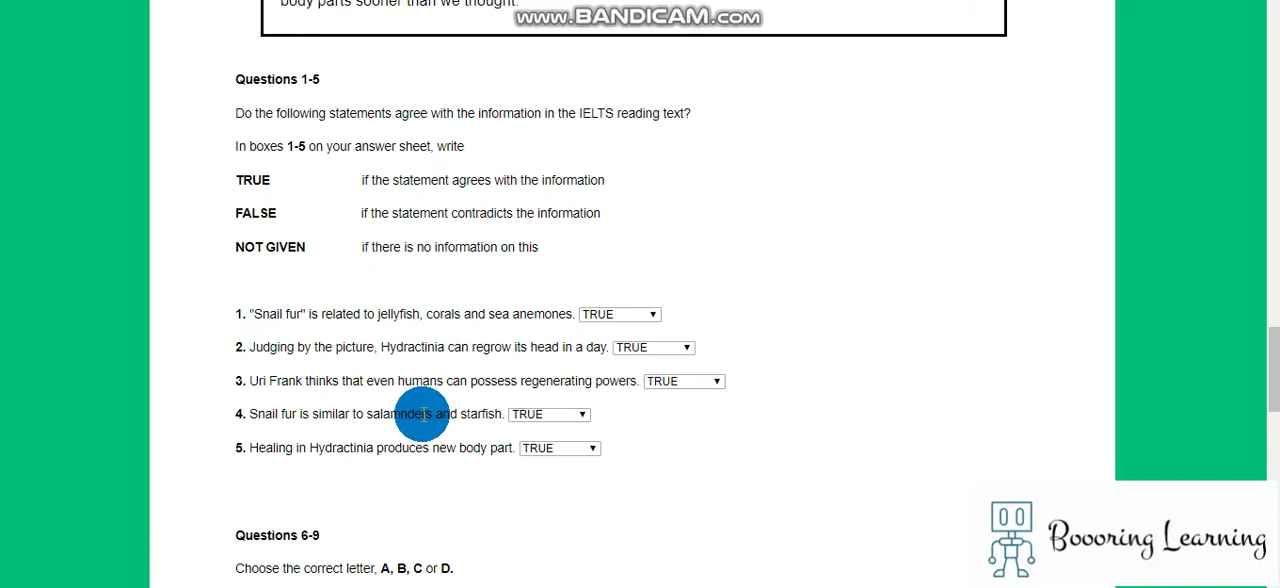 body parts sooner than we thought.
www.BANDICAM.com
Questions 1-5
Do the following statements agree with the information in the IELTS reading text?
In boxes 1-5 on your answer sheet, write
TRUE if the statement agrees with the information
FALSE if the statement contradicts the information
NOT GIVEN if there is no information on this
1. "Snail fur" is related to jellyfish, corals and sea anemones. TRUE
2. Judging by the picture, Hydractinia can regrow its head in a day. TRUE
3. Uri Frank thinks that even humans can possess regenerating powers. TRUE
4. Snail fur is similar to salamnders and starfish. TRUE
5. Healing in Hydractinia produces new body part. TRUE
Questions 6-9
Choose the correct letter, A, B, C or D.
Boooring Learning